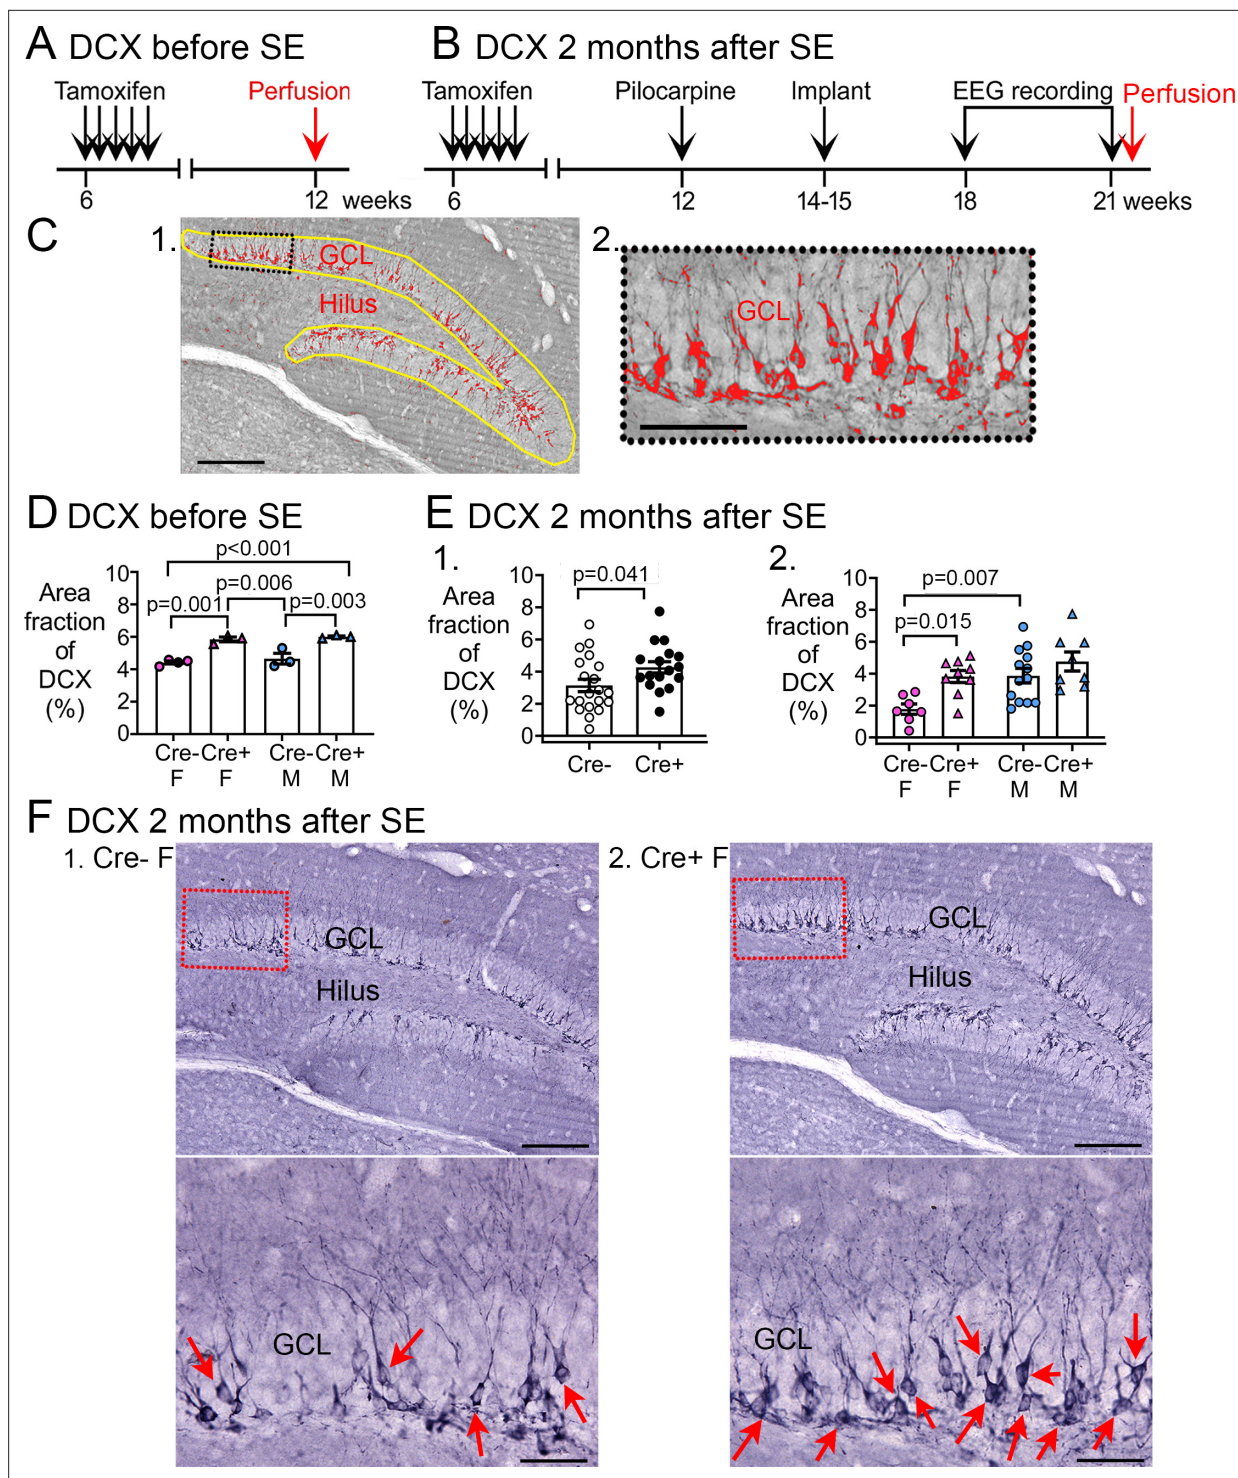 A DCX before SE
Tamoxifen
Perfusion
6
12 weeks
B DCX 2 months after SE
Tamoxifen
Pilocarpine
Implant
EEG recording
Perfusion
6
12
14-15
18
21 weeks
C
1.
GCL
Hilus
2.
GCL
D DCX before SE
p<0.001
p=0.006
p=0.001
p=0.003
Area
fraction
of
DCX
(%)
10
8
6
4
2
0
Cre- Cre+ Cre- Cre+
F F M M
E DCX 2 months after SE
1.
p=0.041
Area
fraction
of
DCX
(%)
10
8
6
4
2
0
Cre- Cre+
2.
p=0.007
p=0.015
Area
fraction
of
DCX
(%)
10
8
6
4
2
0
Cre- Cre+ Cre- Cre+
F F M M
F DCX 2 months after SE
1. Cre- F
GCL
Hilus
GCL
2. Cre+ F
GCL
Hilus
GCL